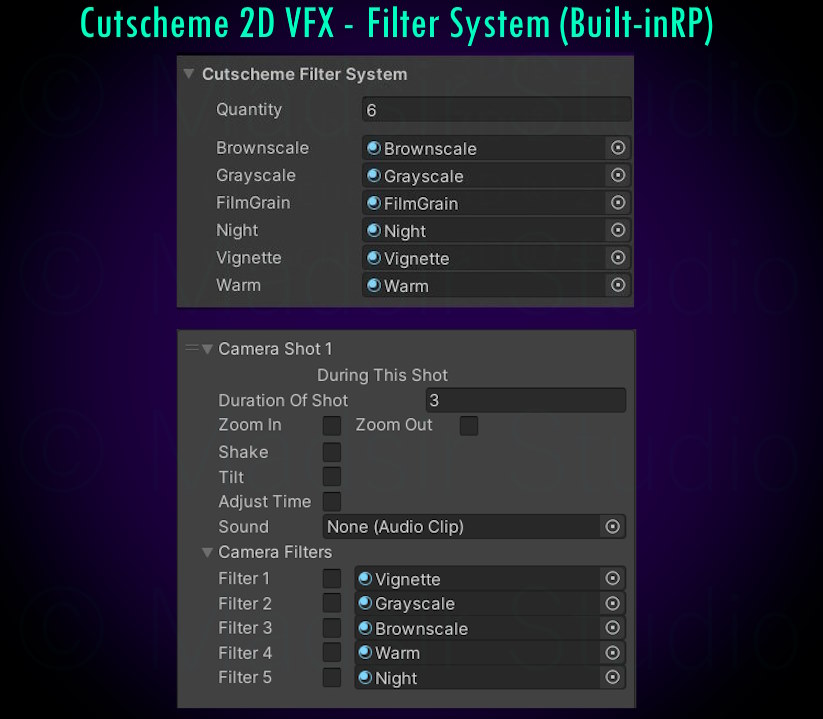 Cutscheme 2D VFX - Filter System (Built-inRP)
Cutscheme Filter System
Quantity 6
Brownscale Brownscale
Grayscale Grayscale
FilmGrain FilmGrain
Night Night
Vignette Vignette
Warm Warm
Camera Shot 1
During This Shot
Duration Of Shot 3
Zoom In Zoom Out
Shake
Tilt
Adjust Time
Sound None (Audio Clip)
Camera Filters
Filter 1 Vignette
Filter 2 Grayscale
Filter 3 Brownscale
Filter 4 Warm
Filter 5 Night